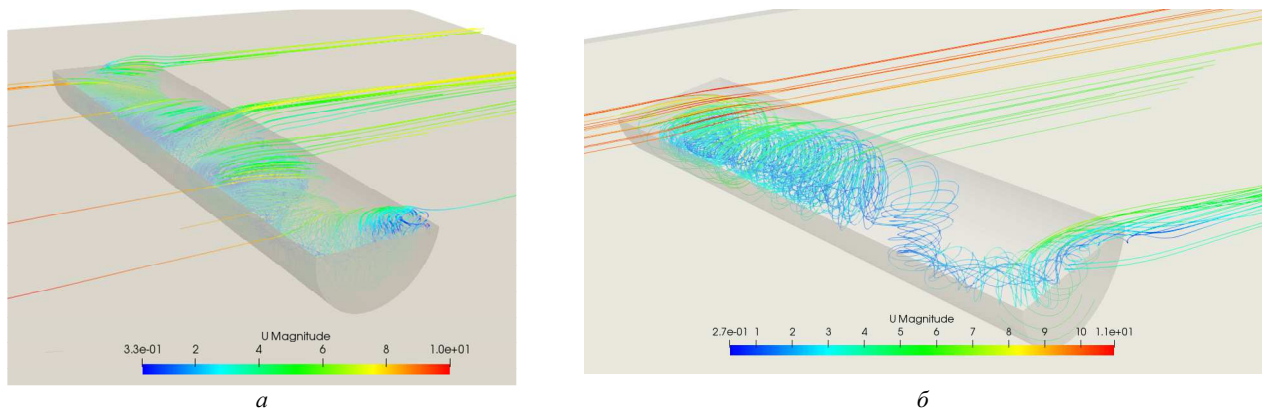 U Magnitude
3.3e-01 2 4 6 8 1.0e+01
U Magnitude
2.7e-01 1 2 3 4 5 6 7 8 9 10 1.1e+01
а
б